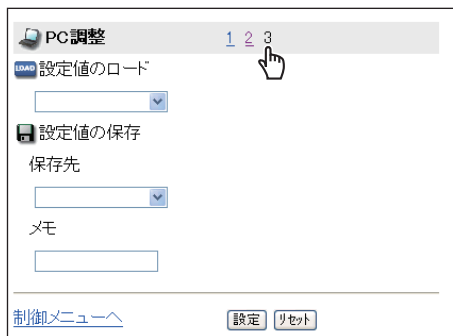 PC調整 1 2 3
LOAD 設定値のロード
設定値の保存
保存先
メモ
制御メニューへ 設定 リセット